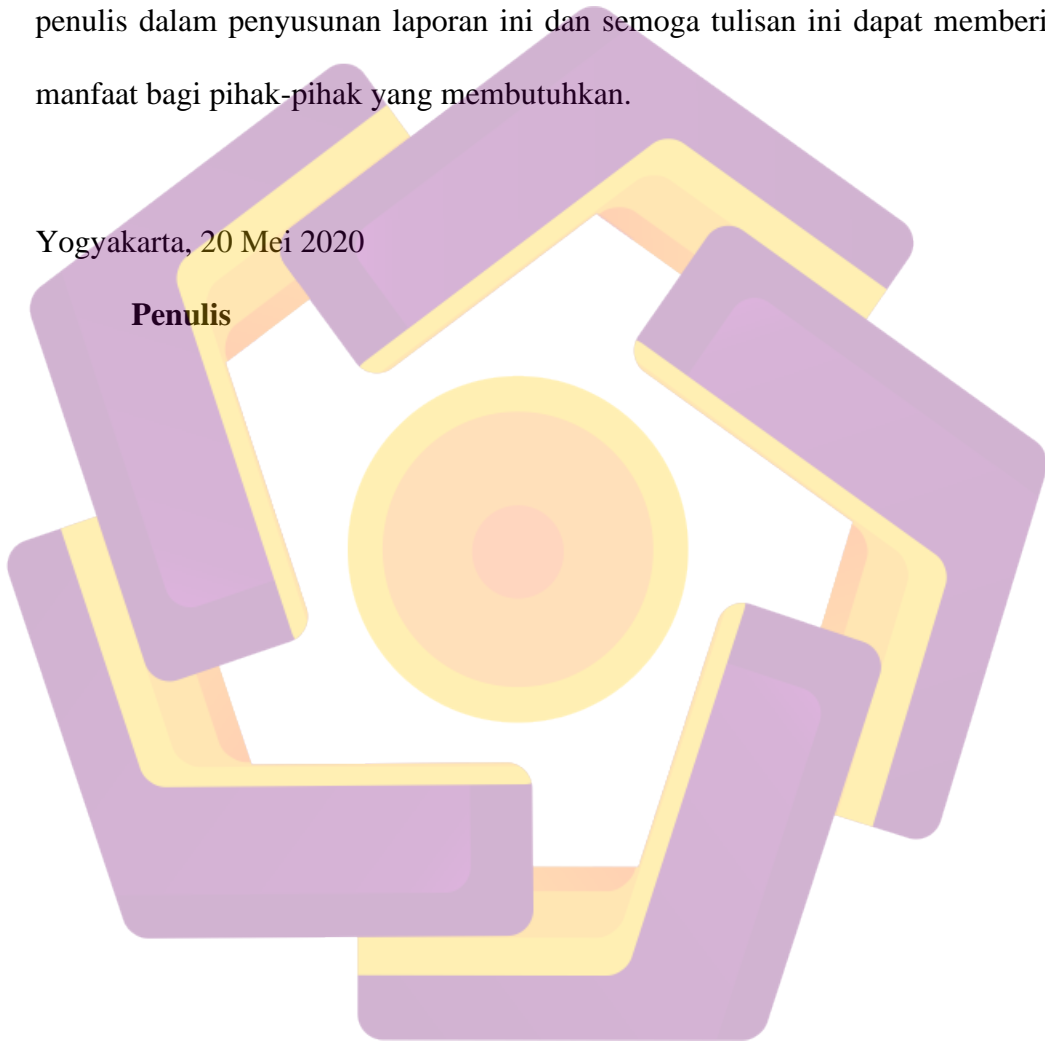 penulis dalam penyusunan laporan ini dan semoga tulisan ini dapat memberi
manfaat bagi pihak-pihak yang membutuhkan.
Yogyakarta, 20 Mei 2020
Penulis